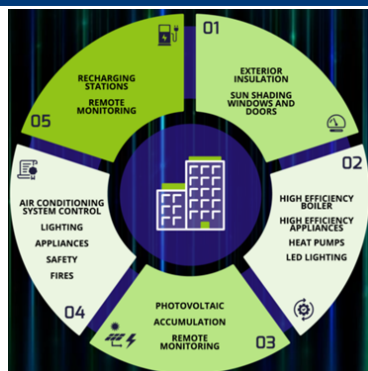 01
EXTERIOR
INSULATION
SUN SHADING
WINDOWS AND
DOORS
02
HIGH EFFICIENCY
BOILER
HIGH EFFICIENCY
APPLIANCES
HEAT PUMPS
LED LIGHTING
PHOTOVOLTAIC
ACCUMULATION
REMOTE
MONITORING
03
AIR CONDITIONING
SYSTEM CONTROL
LIGHTING
APPLIANCES
SAFETY
FIRES
04
RECHARGING
STATIONS
REMOTE
MONITORING
05